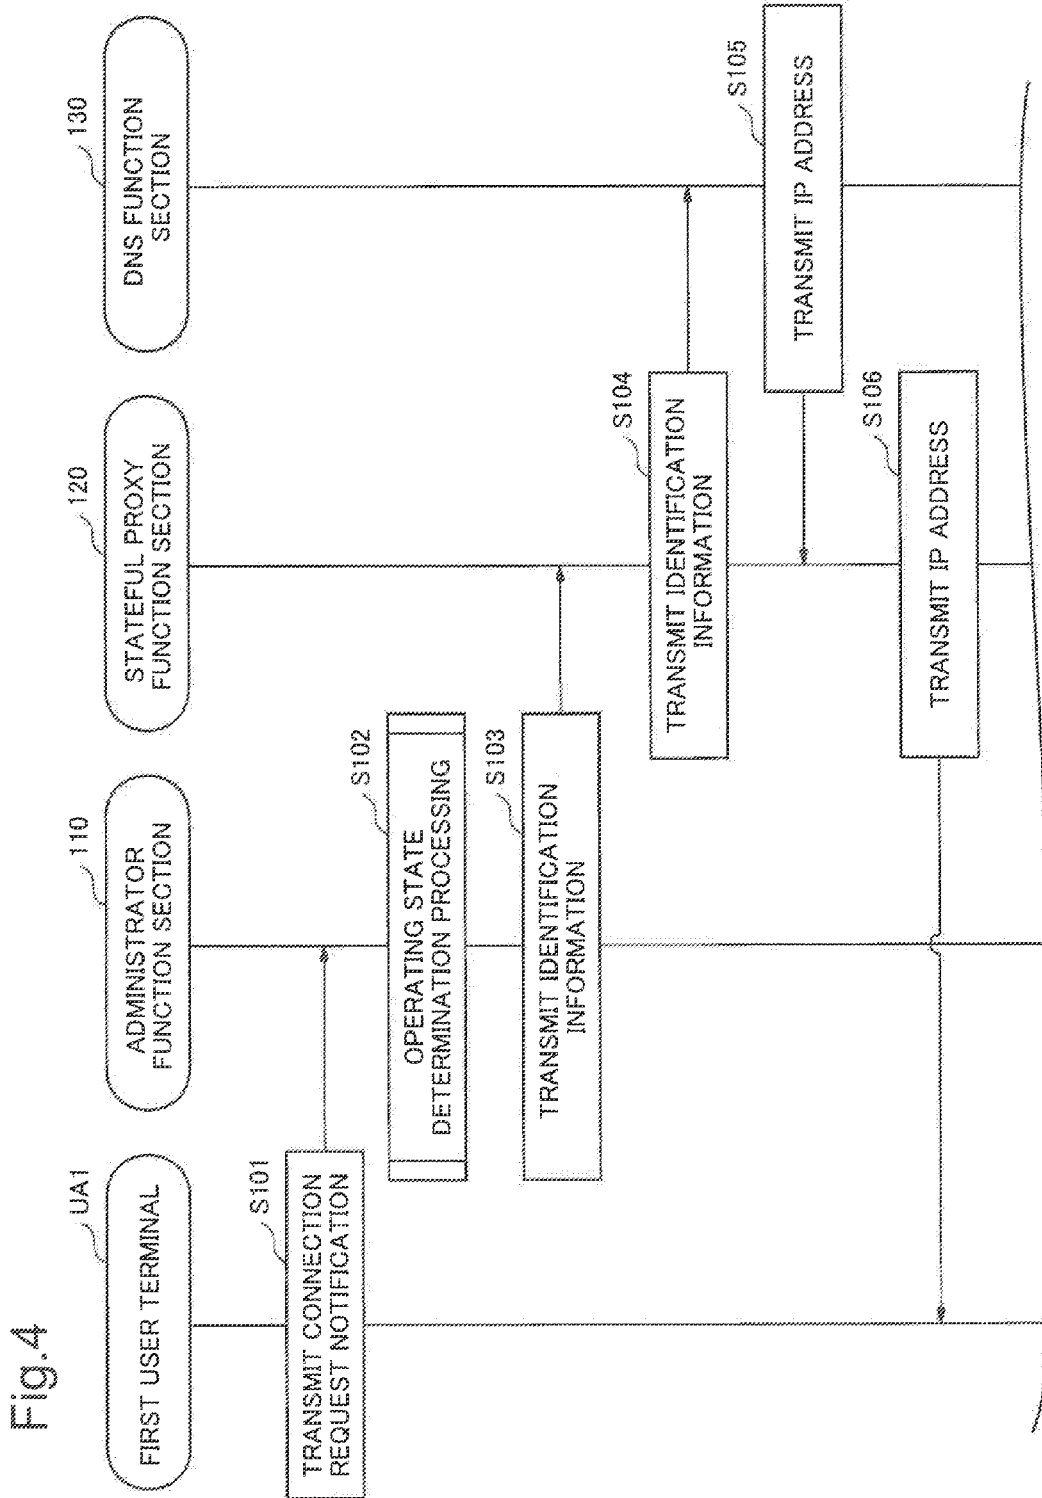 Fig.4
UA1
FIRST USER TERMINAL
110
ADMINISTRATOR
FUNCTION SECTION
120
STATEFUL PROXY
FUNCTION SECTION
130
DNS FUNCTION
SECTION
S101
TRANSMIT CONNECTION
REQUEST NOTIFICATION
S102
OPERATING STATE
DETERMINATION PROCESSING
S103
TRANSMIT IDENTIFICATION
INFORMATION
S104
TRANSMIT IDENTIFICATION
INFORMATION
S105
TRANSMIT IP ADDRESS
S106
TRANSMIT IP ADDRESS